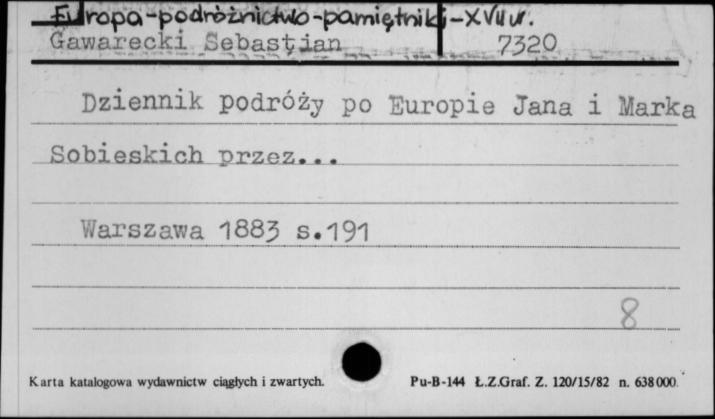 Europa-podróżnictwo-pamiętniki-XVIIw.
Gawarecki Sebastian 7320
Dziennik podróży po Europie Jana i Marka
Sobieskich przez...
Warszawa 1883 s.191
8
Karta katalogowa wydawnictw ciągłych i zwartych. Pu-B-144 Ł.Z.Graf. Z. 120/15/82 n. 638000.